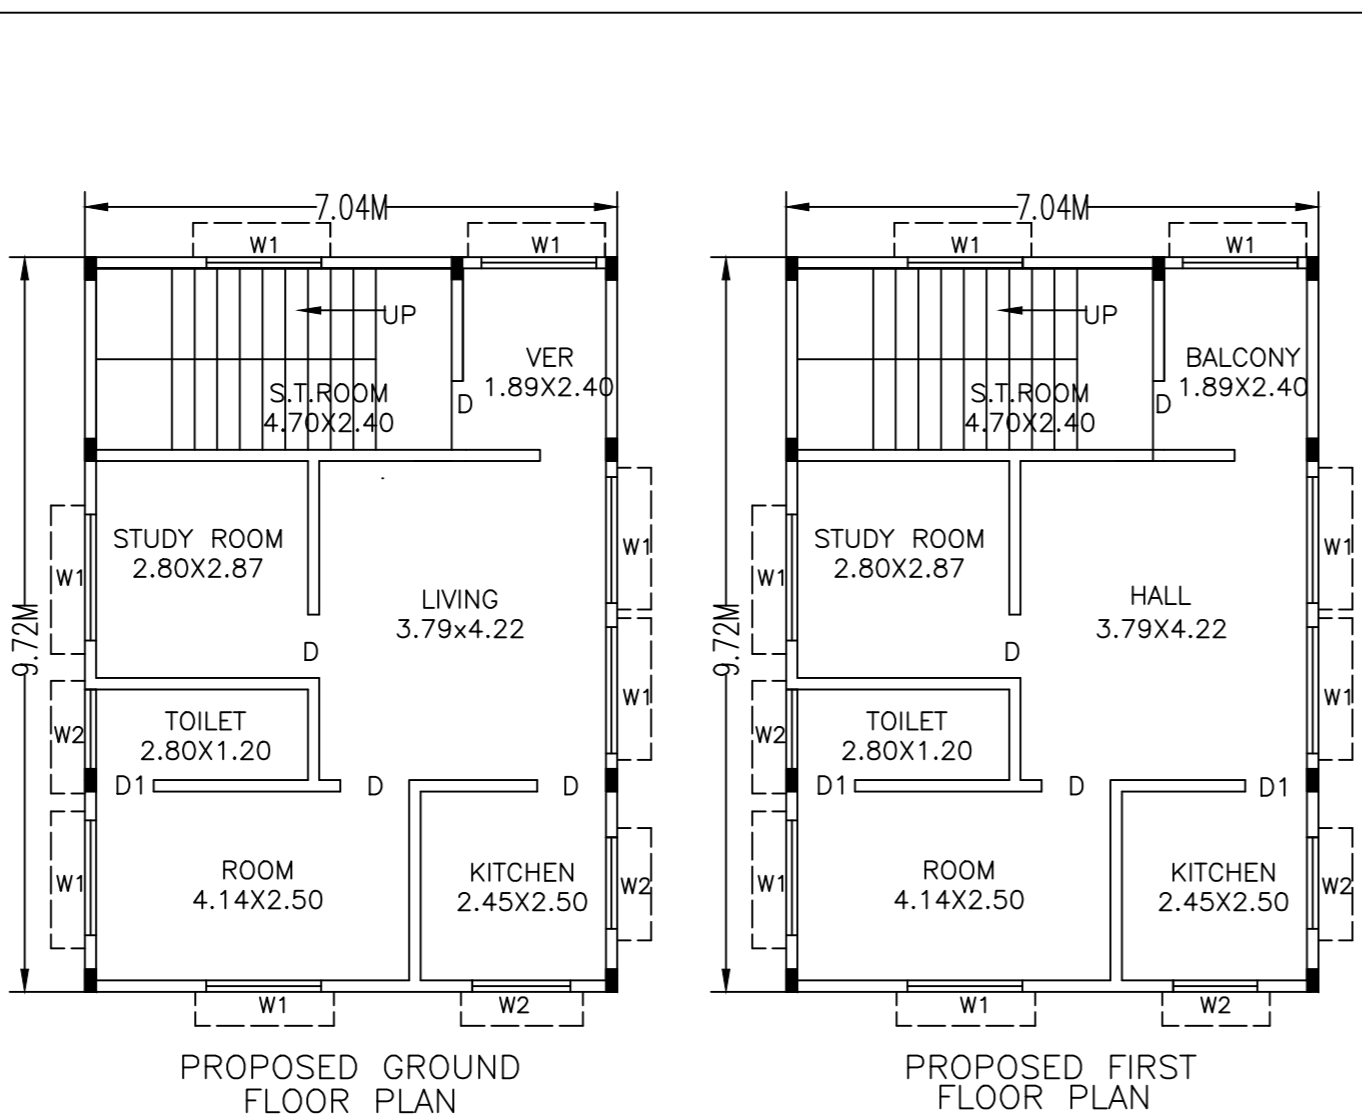 7.04M
W1
W1
UP
VER
1.89X2.40
S.T.ROOM
4.70X2.40
D
STUDY ROOM
2.80X2.87
W1
W1
LIVING
3.79x4.22
9.72M
D
W1
TOILET
2.80X1.20
W2
D1
D
D
ROOM
4.14X2.50
W1
KITCHEN
2.45X2.50
W2
W1
W2
PROPOSED GROUND
FLOOR PLAN
7.04M
W1
W1
UP
BALCONY
1.89X2.40
S.T.ROOM
4.70X2.40
D
STUDY ROOM
2.80X2.87
W1
W1
HALL
3.79X4.22
9.72M
D
W1
TOILET
2.80X1.20
W2
D1
D
D1
ROOM
4.14X2.50
W1
KITCHEN
2.45X2.50
W2
W1
W2
PROPOSED FIRST
FLOOR PLAN